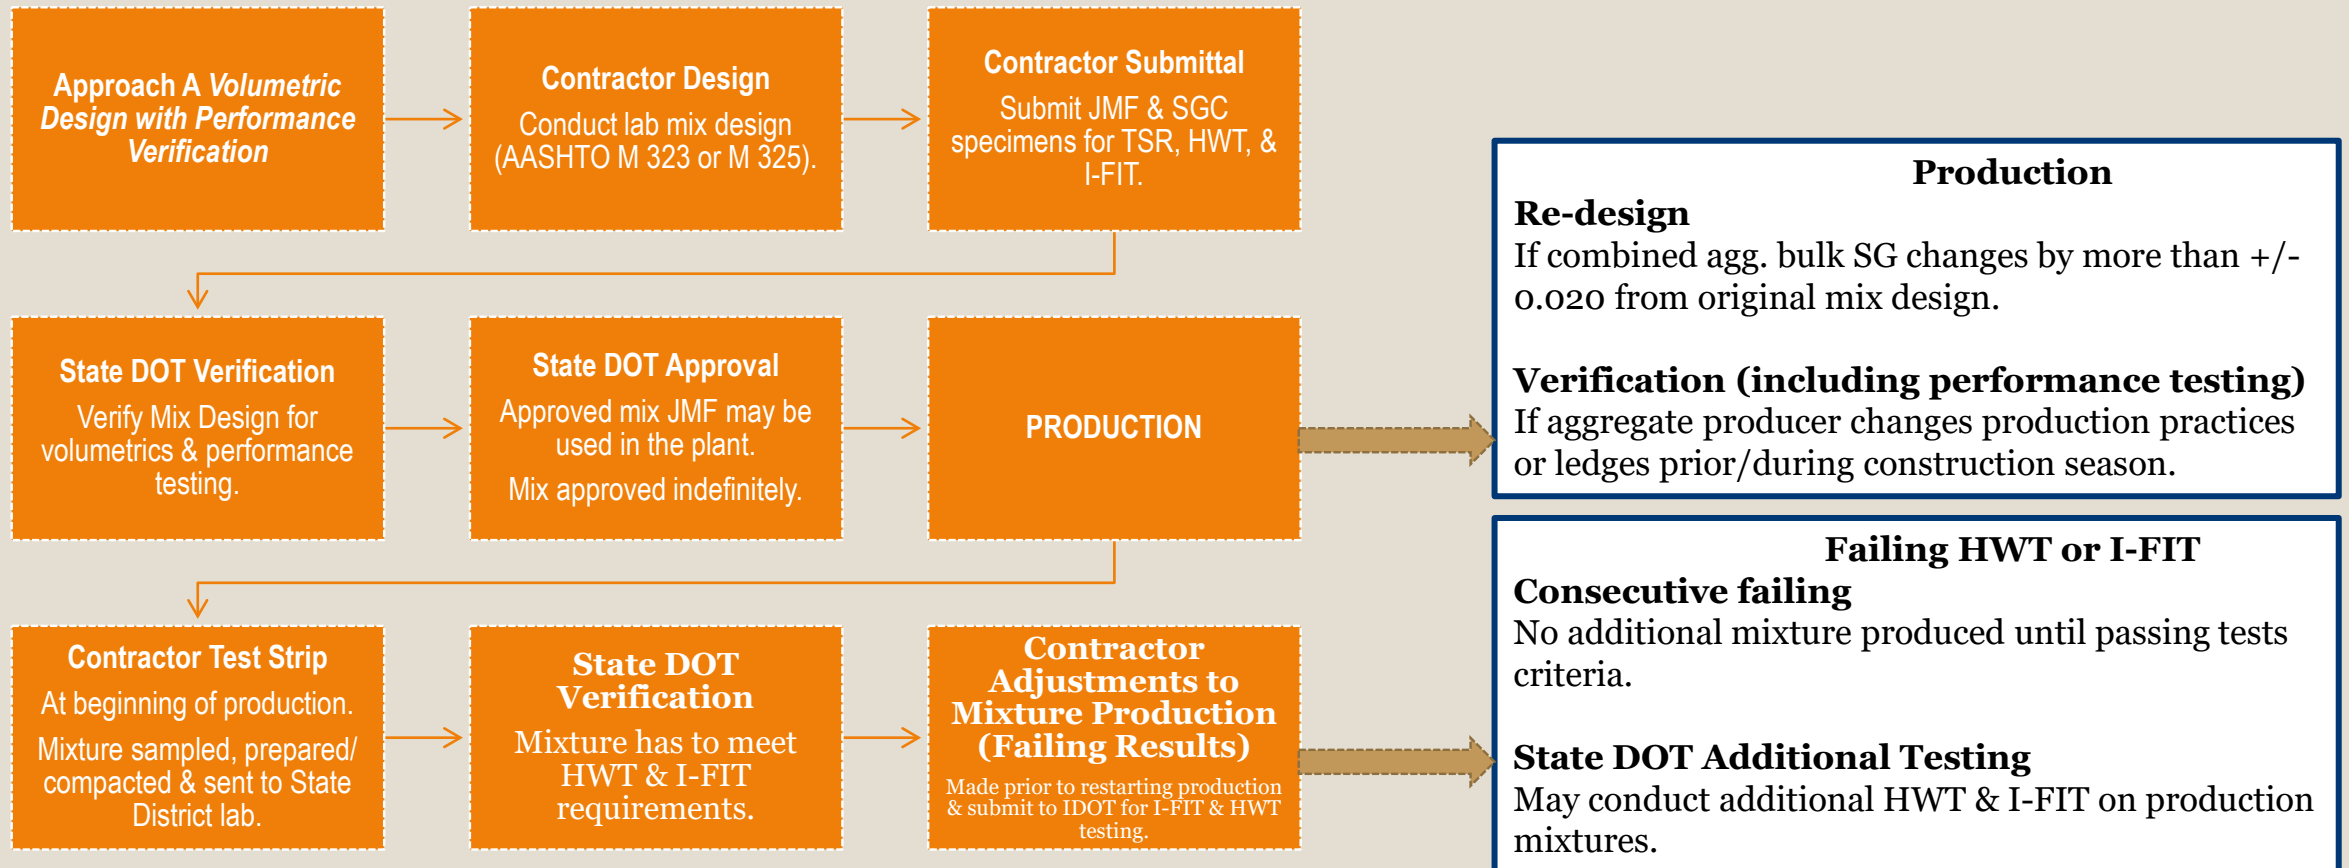 Approach A Volumetric
Design with Performance
Verification
Contractor Design
Conduct lab mix design
(AASHTO M 323 or M 325).
Contractor Submittal
Submit JMF & SGC
specimens for TSR, HWT, &
I-FIT.
State DOT Verification
Verify Mix Design for
volumetrics & performance
testing.
State DOT Approval
Approved mix JMF may be
used in the plant.
Mix approved indefinitely.
PRODUCTION
Production
Re-design
If combined agg. bulk SG changes by more than +/-
0.020 from original mix design.
Verification (including performance testing)
If aggregate producer changes production practices
or ledges prior/during construction season.
Contractor Test Strip
At beginning of production.
Mixture sampled, prepared/
compacted & sent to State
District lab.
State DOT
Verification
Mixture has to meet
HWT & I-FIT
requirements.
Contractor
Adjustments to
Mixture Production
(Failing Results)
Made prior to restarting production
& submit to IDOT for I-FIT & HWT
testing.
Failing HWT or I-FIT
Consecutive failing
No additional mixture produced until passing tests
criteria.
State DOT Additional Testing
May conduct additional HWT & I-FIT on production
mixtures.